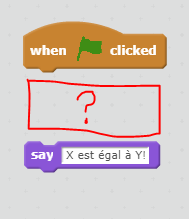 when clicked
?
say X est égal à Y!